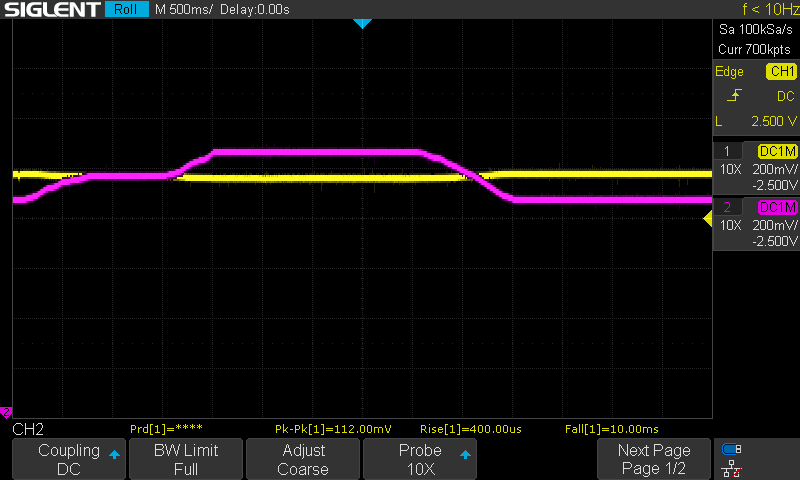 SIGLENT Roll M 500ms/ Delay:0.00s f < 10Hz
Sa 100kSa/s
Curr 700kpts
Edge CH1
DC
L 2.500 V
1 DC1M
10X 200mV/
-2.500V
2 DC1M
10X 200mV/
-2.500V
2
CH2 Prd[1]=**** Pk-Pk[1]=112.00mV Rise[1]=400.00us Fall[1]=10.00ms
Coupling
DC
BW Limit
Full
Adjust
Coarse
Probe
10X
Next Page
Page 1/2